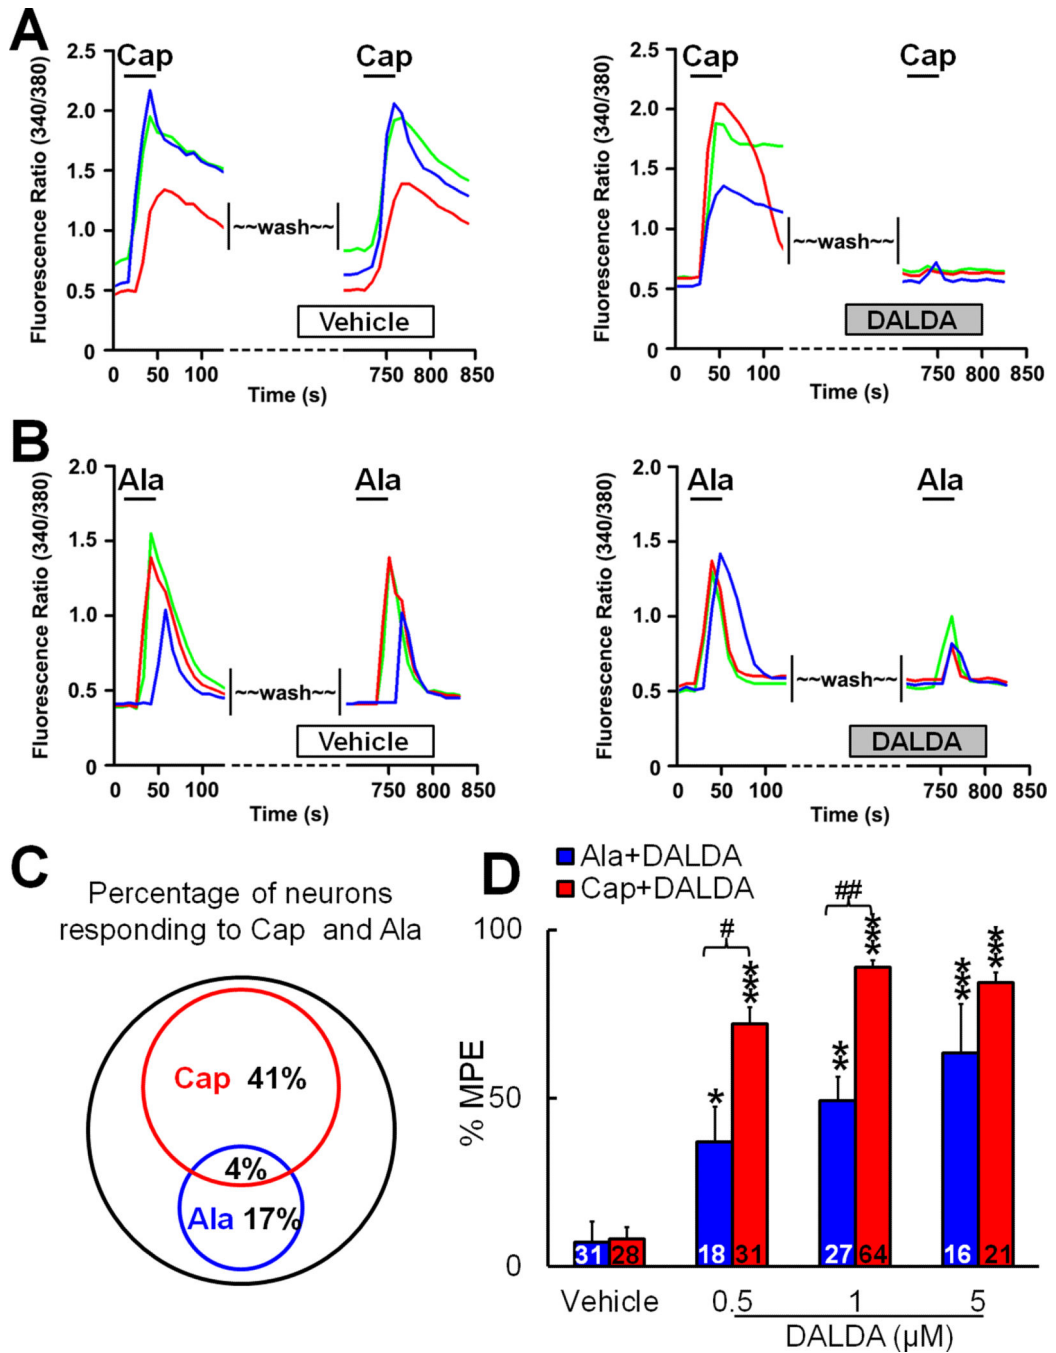 A
Fluorescence Ratio (340/380)
2.5
2.0
1.5
1.0
0.5
0
Cap
Cap
~~wash~~
Vehicle
0 50 100 750 800 850
Time (s)
Fluorescence Ratio (340/380)
2.5
2.0
1.5
1.0
0.5
0
Cap
Cap
~~wash~~
DALDA
0 50 100 750 800 850
Time (s)
B
Fluorescence Ratio (340/380)
2.0
1.5
1.0
0.5
0
Ala
Ala
~~wash~~
Vehicle
0 50 100 750 800 850
Time (s)
Fluorescence Ratio (340/380)
2.0
1.5
1.0
0.5
0
Ala
Ala
~~wash~~
DALDA
0 50 100 750 800 850
Time (s)
C
Percentage of neurons
responding to Cap and Ala
Cap 41%
4%
Ala 17%
D
Ala+DALDA
Cap+DALDA
% MPE
100
50
0
# ##
* *** ** *** *** ***
31 28 18 31 27 64 16 21
Vehicle 0.5 1 5
DALDA (µM)